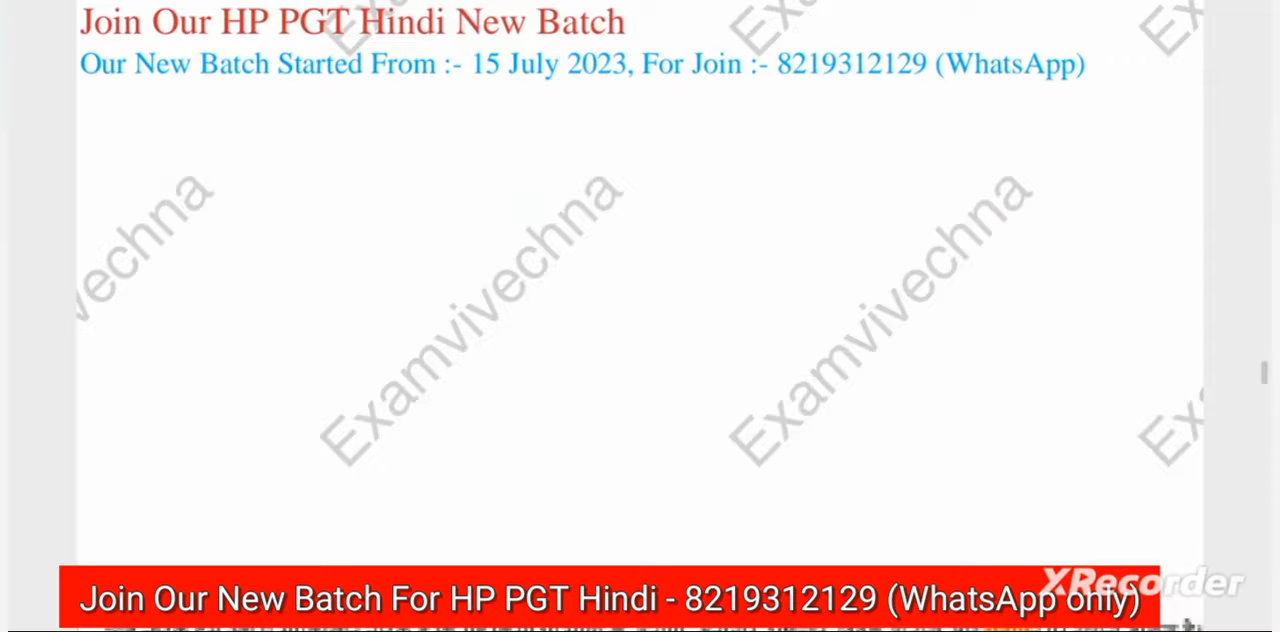 Join Our HP PGT Hindi New Batch
Our New Batch Started From :- 15 July 2023, For Join :- 8219312129 (WhatsApp)
Examvivechna
Examvivechna
XRecorder
Join Our New Batch For HP PGT Hindi - 8219312129 (WhatsApp only)